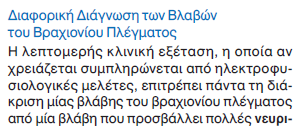 Διαφορική Διάγνωση των Βλαβών
του Βραχιονίου Πλέγματος
Η λεπτομερής κλινική εξέταση, η οποία αν
χρειάζεται συμπληρώνεται από ηλεκτροφυ-
σιολογικές μελέτες, επιτρέπει πάντα τη διά-
κριση μίας βλάβης του βραχιονίου πλέγματος
από μία βλάβη που προσβάλλει πολλές νευρι-